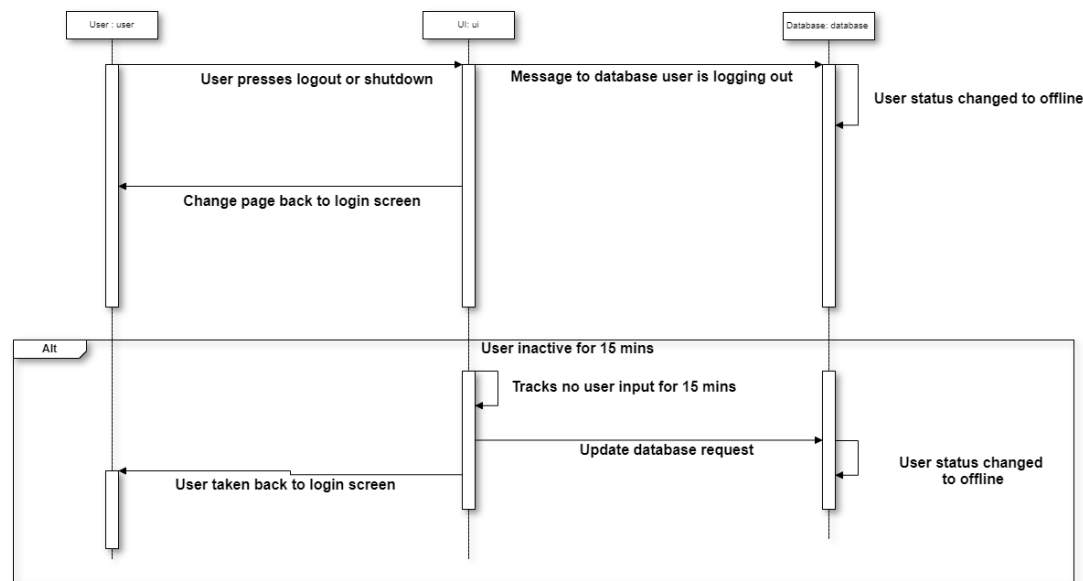 User : user
UI: ui
Database: database
User presses logout or shutdown
Message to database user is logging out
User status changed to offline
Change page back to login screen
Alt
User inactive for 15 mins
Tracks no user input for 15 mins
Update database request
User status changed
to offline
User taken back to login screen